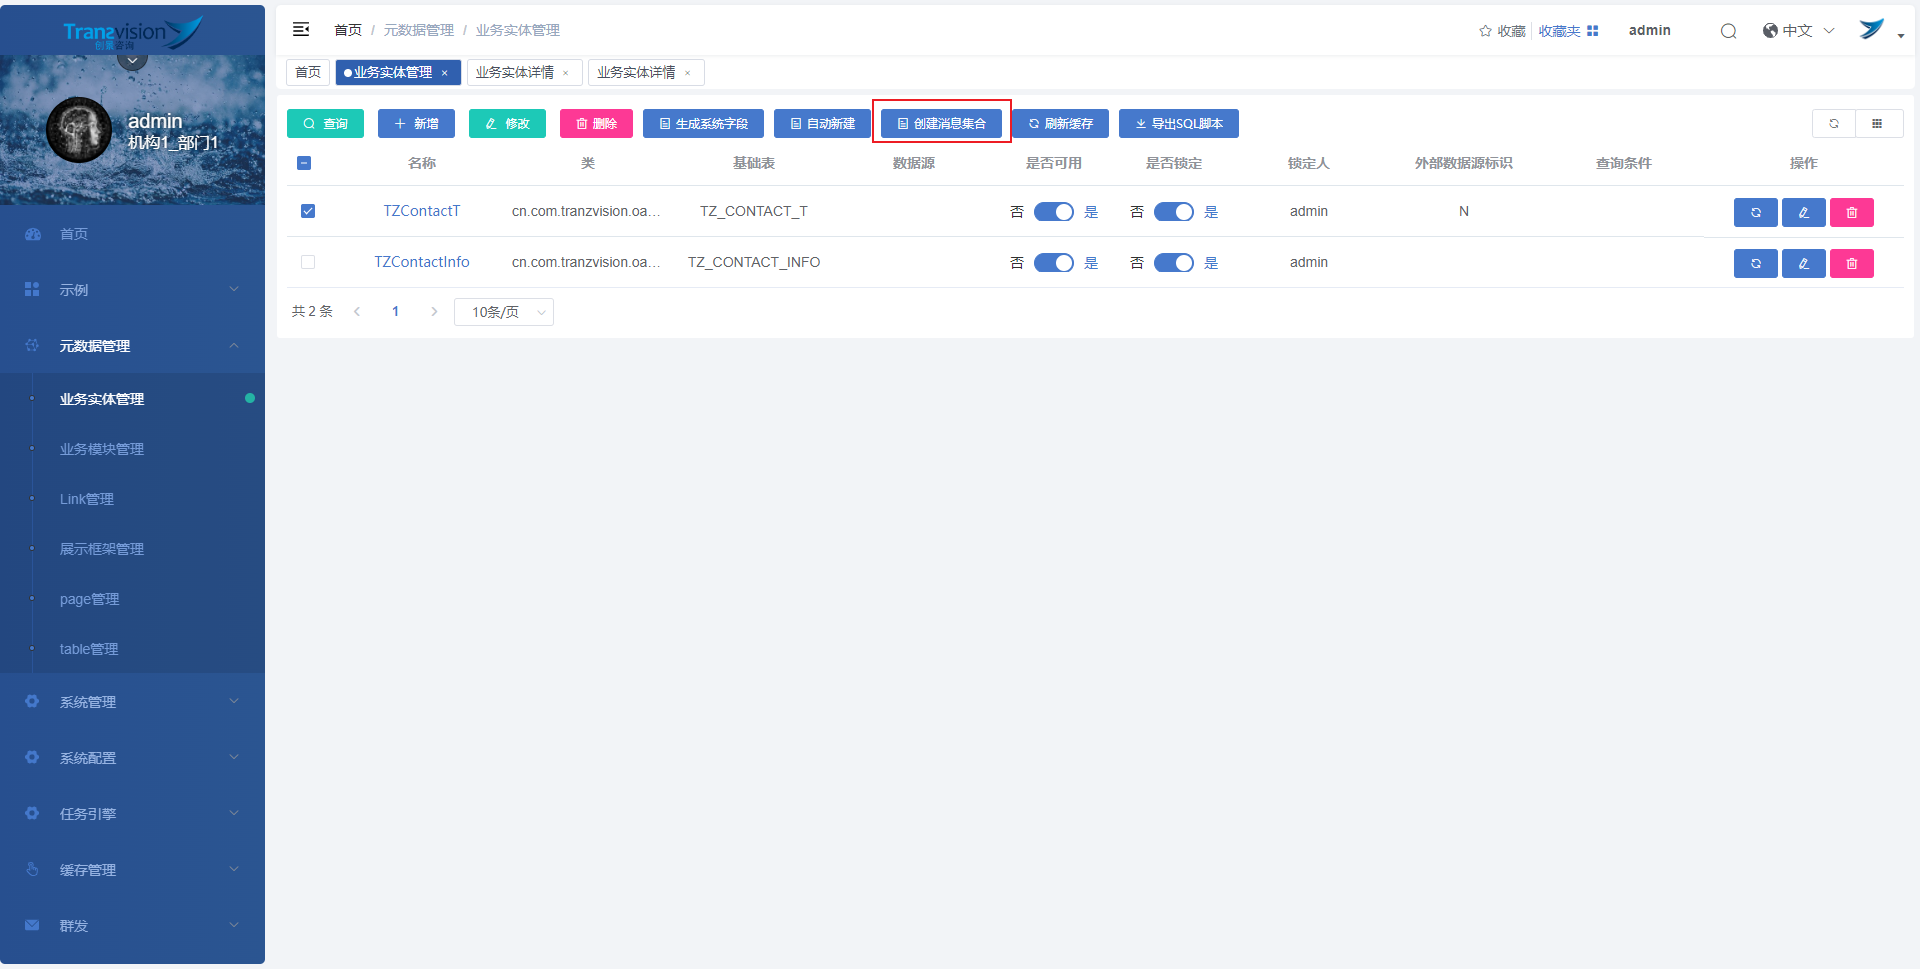 Tranzvision
创景咨询
admin
机构1_部门1
首页
示例
元数据管理
业务实体管理
业务模块管理
Link管理
展示框架管理
page管理
table管理
系统管理
系统配置
任务引擎
缓存管理
群发
首页 / 元数据管理 / 业务实体管理
收藏 收藏夹 admin 中文
首页 业务实体管理 × 业务实体详情 × 业务实体详情 ×
查询 新增 修改 删除 生成系统字段 自动新建 创建消息集合 刷新缓存 导出SQL脚本
名称 类 基础表 数据源 是否可用 是否锁定 锁定人 外部数据源标识 查询条件 操作
TZContactT cn.com.tranzvision.oa... TZ_CONTACT_T 否 是 否 是 admin N
TZContactInfo cn.com.tranzvision.oa... TZ_CONTACT_INFO 否 是 否 是 admin
共 2 条 1 10条/页